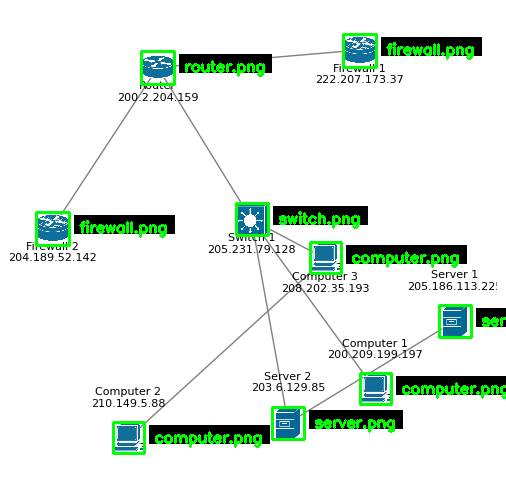 firewall.png
Firewall 1
222.207.173.37
router.png
Router
200.2.204.159
firewall.png
Firewall 2
204.189.52.142
switch.png
Switch 1
205.231.79.128
computer.png
Computer 3
208.202.35.193
Server 1
205.186.113.22
ser
Computer 1
200.209.199.197
computer.png
Server 2
203.6.129.85
server.png
Computer 2
210.149.5.88
computer.png